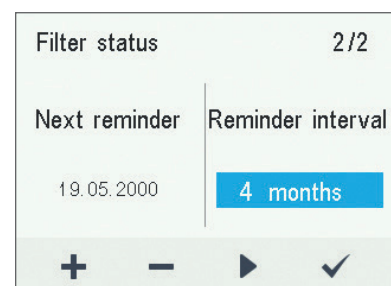 Filter status 2/2
Next reminder Reminder interval
19.05.2000 4 months